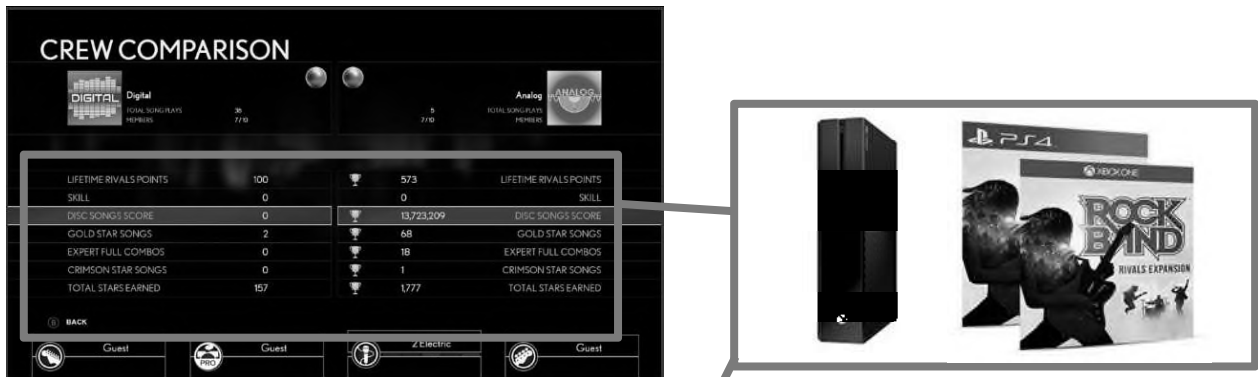 CREW COMPARISON
DIGITAL
Digital
TOTAL SONG PLAYS 36
MEMBERS 7/10
Analog
ANALOG
5 TOTAL SONG PLAYS
7/10 MEMBERS
LIFETIME RIVALS POINTS 100 573 LIFETIME RIVALS POINTS
SKILL 0 0 SKILL
DISC SONGS SCORE 0 13,723,209 DISC SONGS SCORE
GOLD STAR SONGS 2 68 GOLD STAR SONGS
EXPERT FULL COMBOS 0 18 EXPERT FULL COMBOS
CRIMSON STAR SONGS 0 1 CRIMSON STAR SONGS
TOTAL STARS EARNED 157 1,777 TOTAL STARS EARNED
BACK
Guest
PRO
Guest
Electric
Guest
PS4
XBOX ONE
ROCK
BAND
RIVALS EXPANSION